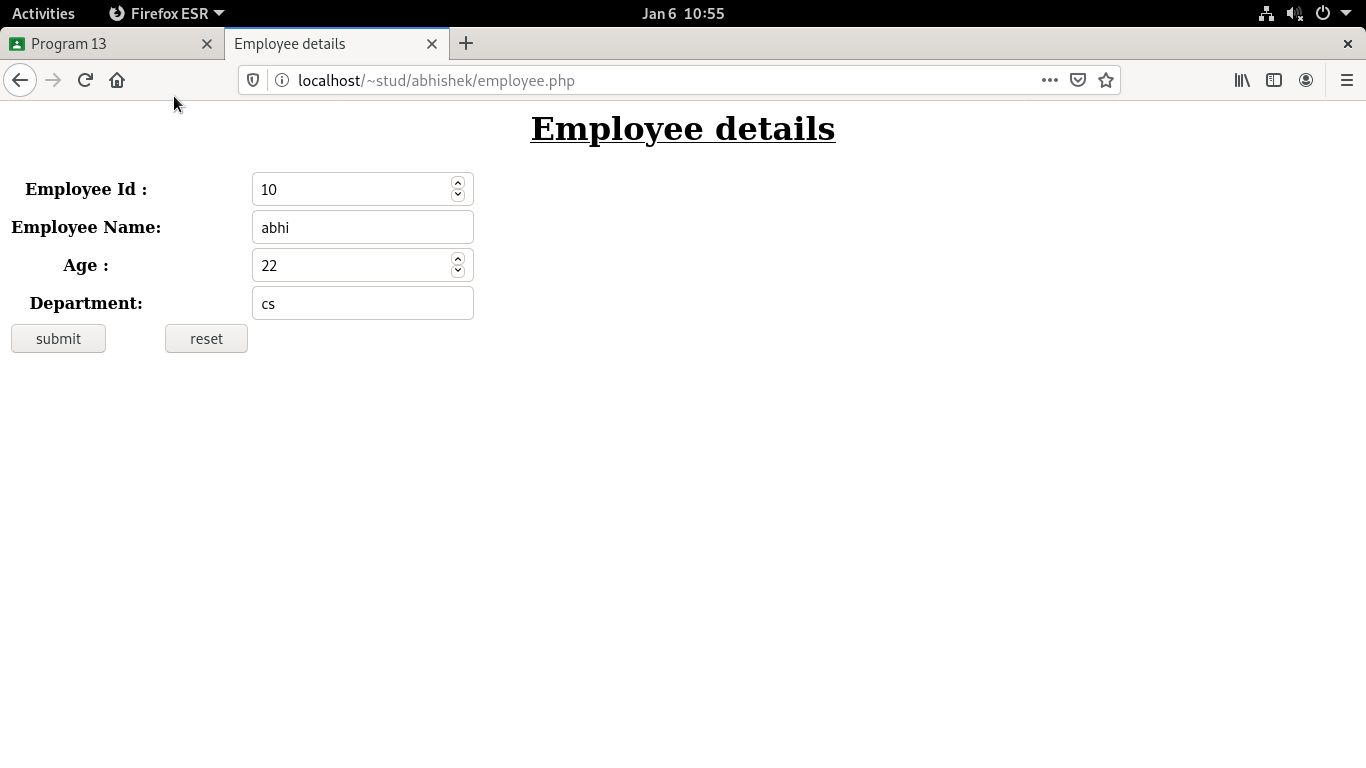 Activities Firefox ESR Jan 6 10:55
Program 13 Employee details
localhost/~stud/abhishek/employee.php
Employee details
Employee Id : 10
Employee Name: abhi
Age : 22
Department: cs
submit reset